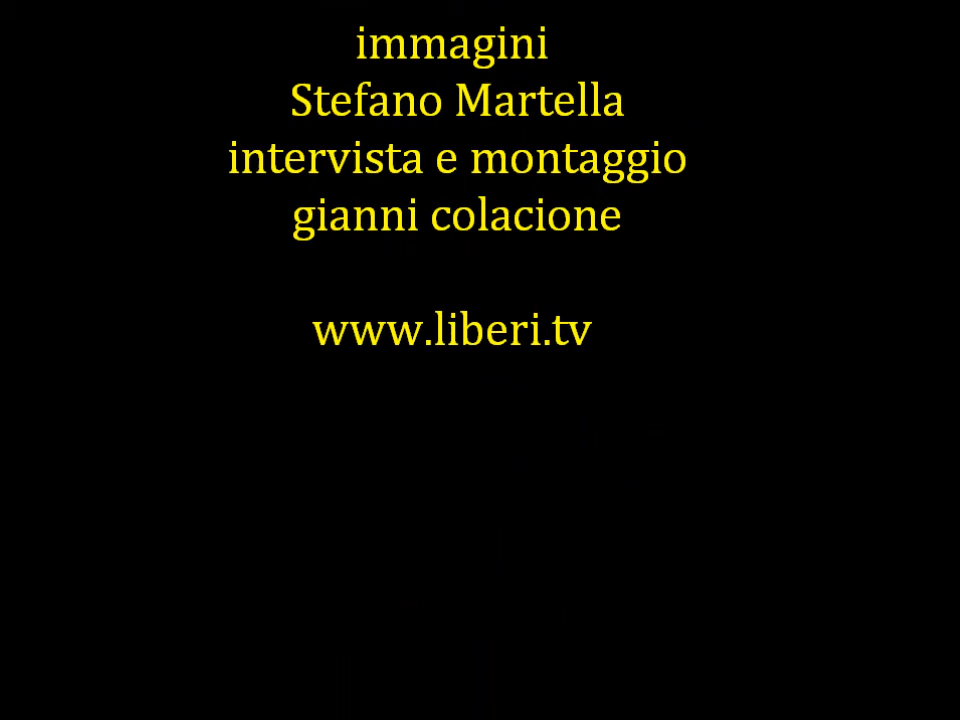 immagini
Stefano Martella
intervista e montaggio
gianni colacione
www.liberi.tv